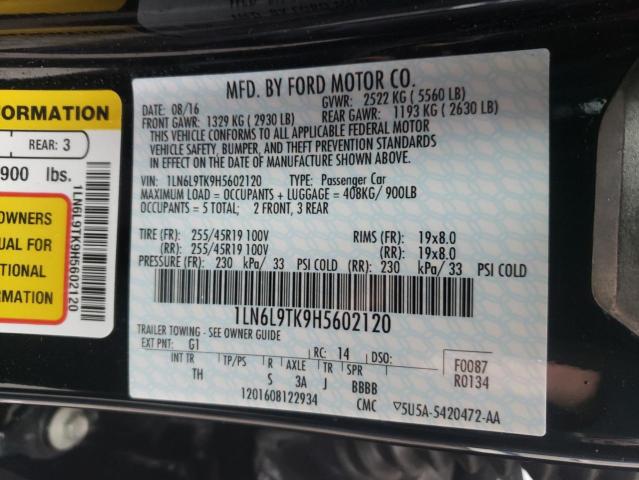 MFD. BY FORD MOTOR CO.
DATE: 08/16 GVWR: 2522 KG ( 5560 LB)
FRONT GAWR: 1329 KG ( 2930 LB) REAR GAWR: 1193 KG ( 2630 LB)
THIS VEHICLE CONFORMS TO ALL APPLICABLE FEDERAL MOTOR
VEHICLE SAFETY, BUMPER, AND THEFT PREVENTION STANDARDS
IN EFFECT ON THE DATE OF MANUFACTURE SHOWN ABOVE.
VIN: 1LN6L9TK9H5602120 TYPE: Passenger Car
MAXIMUM LOAD = OCCUPANTS + LUGGAGE = 408KG/ 900LB
OCCUPANTS = 5 TOTAL; 2 FRONT, 3 REAR
TIRE (FR): 255/45R19 100V RIMS (FR): 19x8.0
(RR): 255/45R19 100V (RR): 19x8.0
PRESSURE (FR): 230 kPa/ 33 PSI COLD (RR): 230 kPa/ 33 PSI COLD
1LN6L9TK9H5602120
TRAILER TOWING - SEE OWNER GUIDE
EXT PNT: G1 RC: 14 DSO:
INT TR TP/PS R AXLE TR SPR
TH S 3A J BBBB
F0087
R0134
1201608122934 CMC ▽5U5A-5420472-AA
FORMATION
REAR: 3
900 lbs.
OWNERS
UAL FOR
TIONAL
RMATION
1LN6L9TK9H5602120